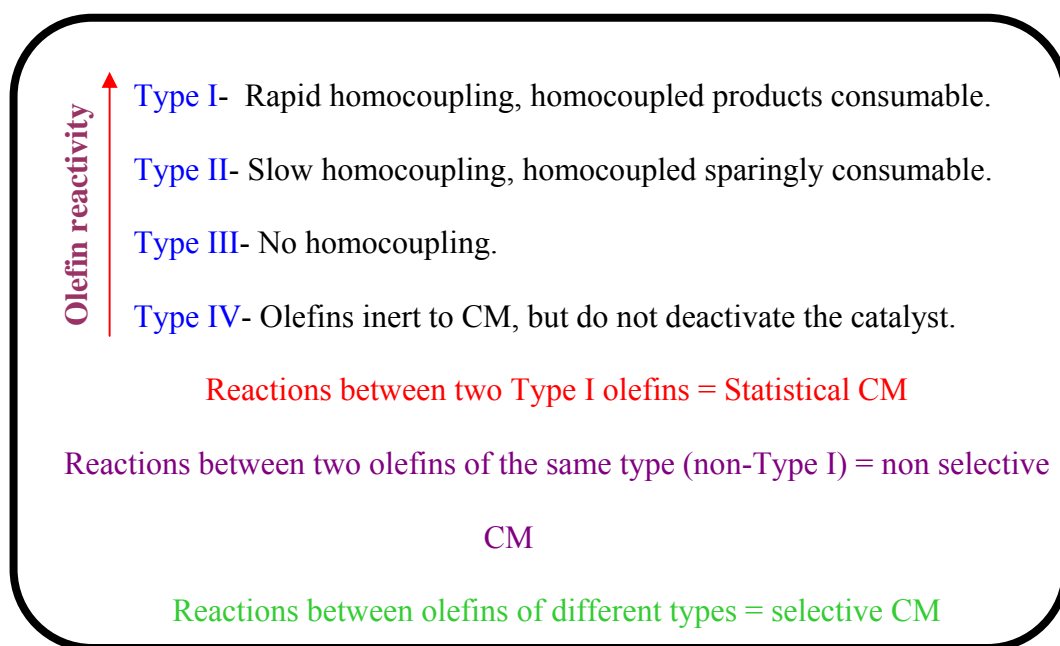 Olefin reactivity
Type I-  Rapid homocoupling, homocoupled products consumable.
Type II- Slow homocoupling, homocoupled sparingly consumable.
Type III- No homocoupling.
Type IV- Olefins inert to CM, but do not deactivate the catalyst.
Reactions between two Type I olefins = Statistical CM
Reactions between two olefins of the same type (non-Type I) = non selective
CM
Reactions between olefins of different types = selective CM